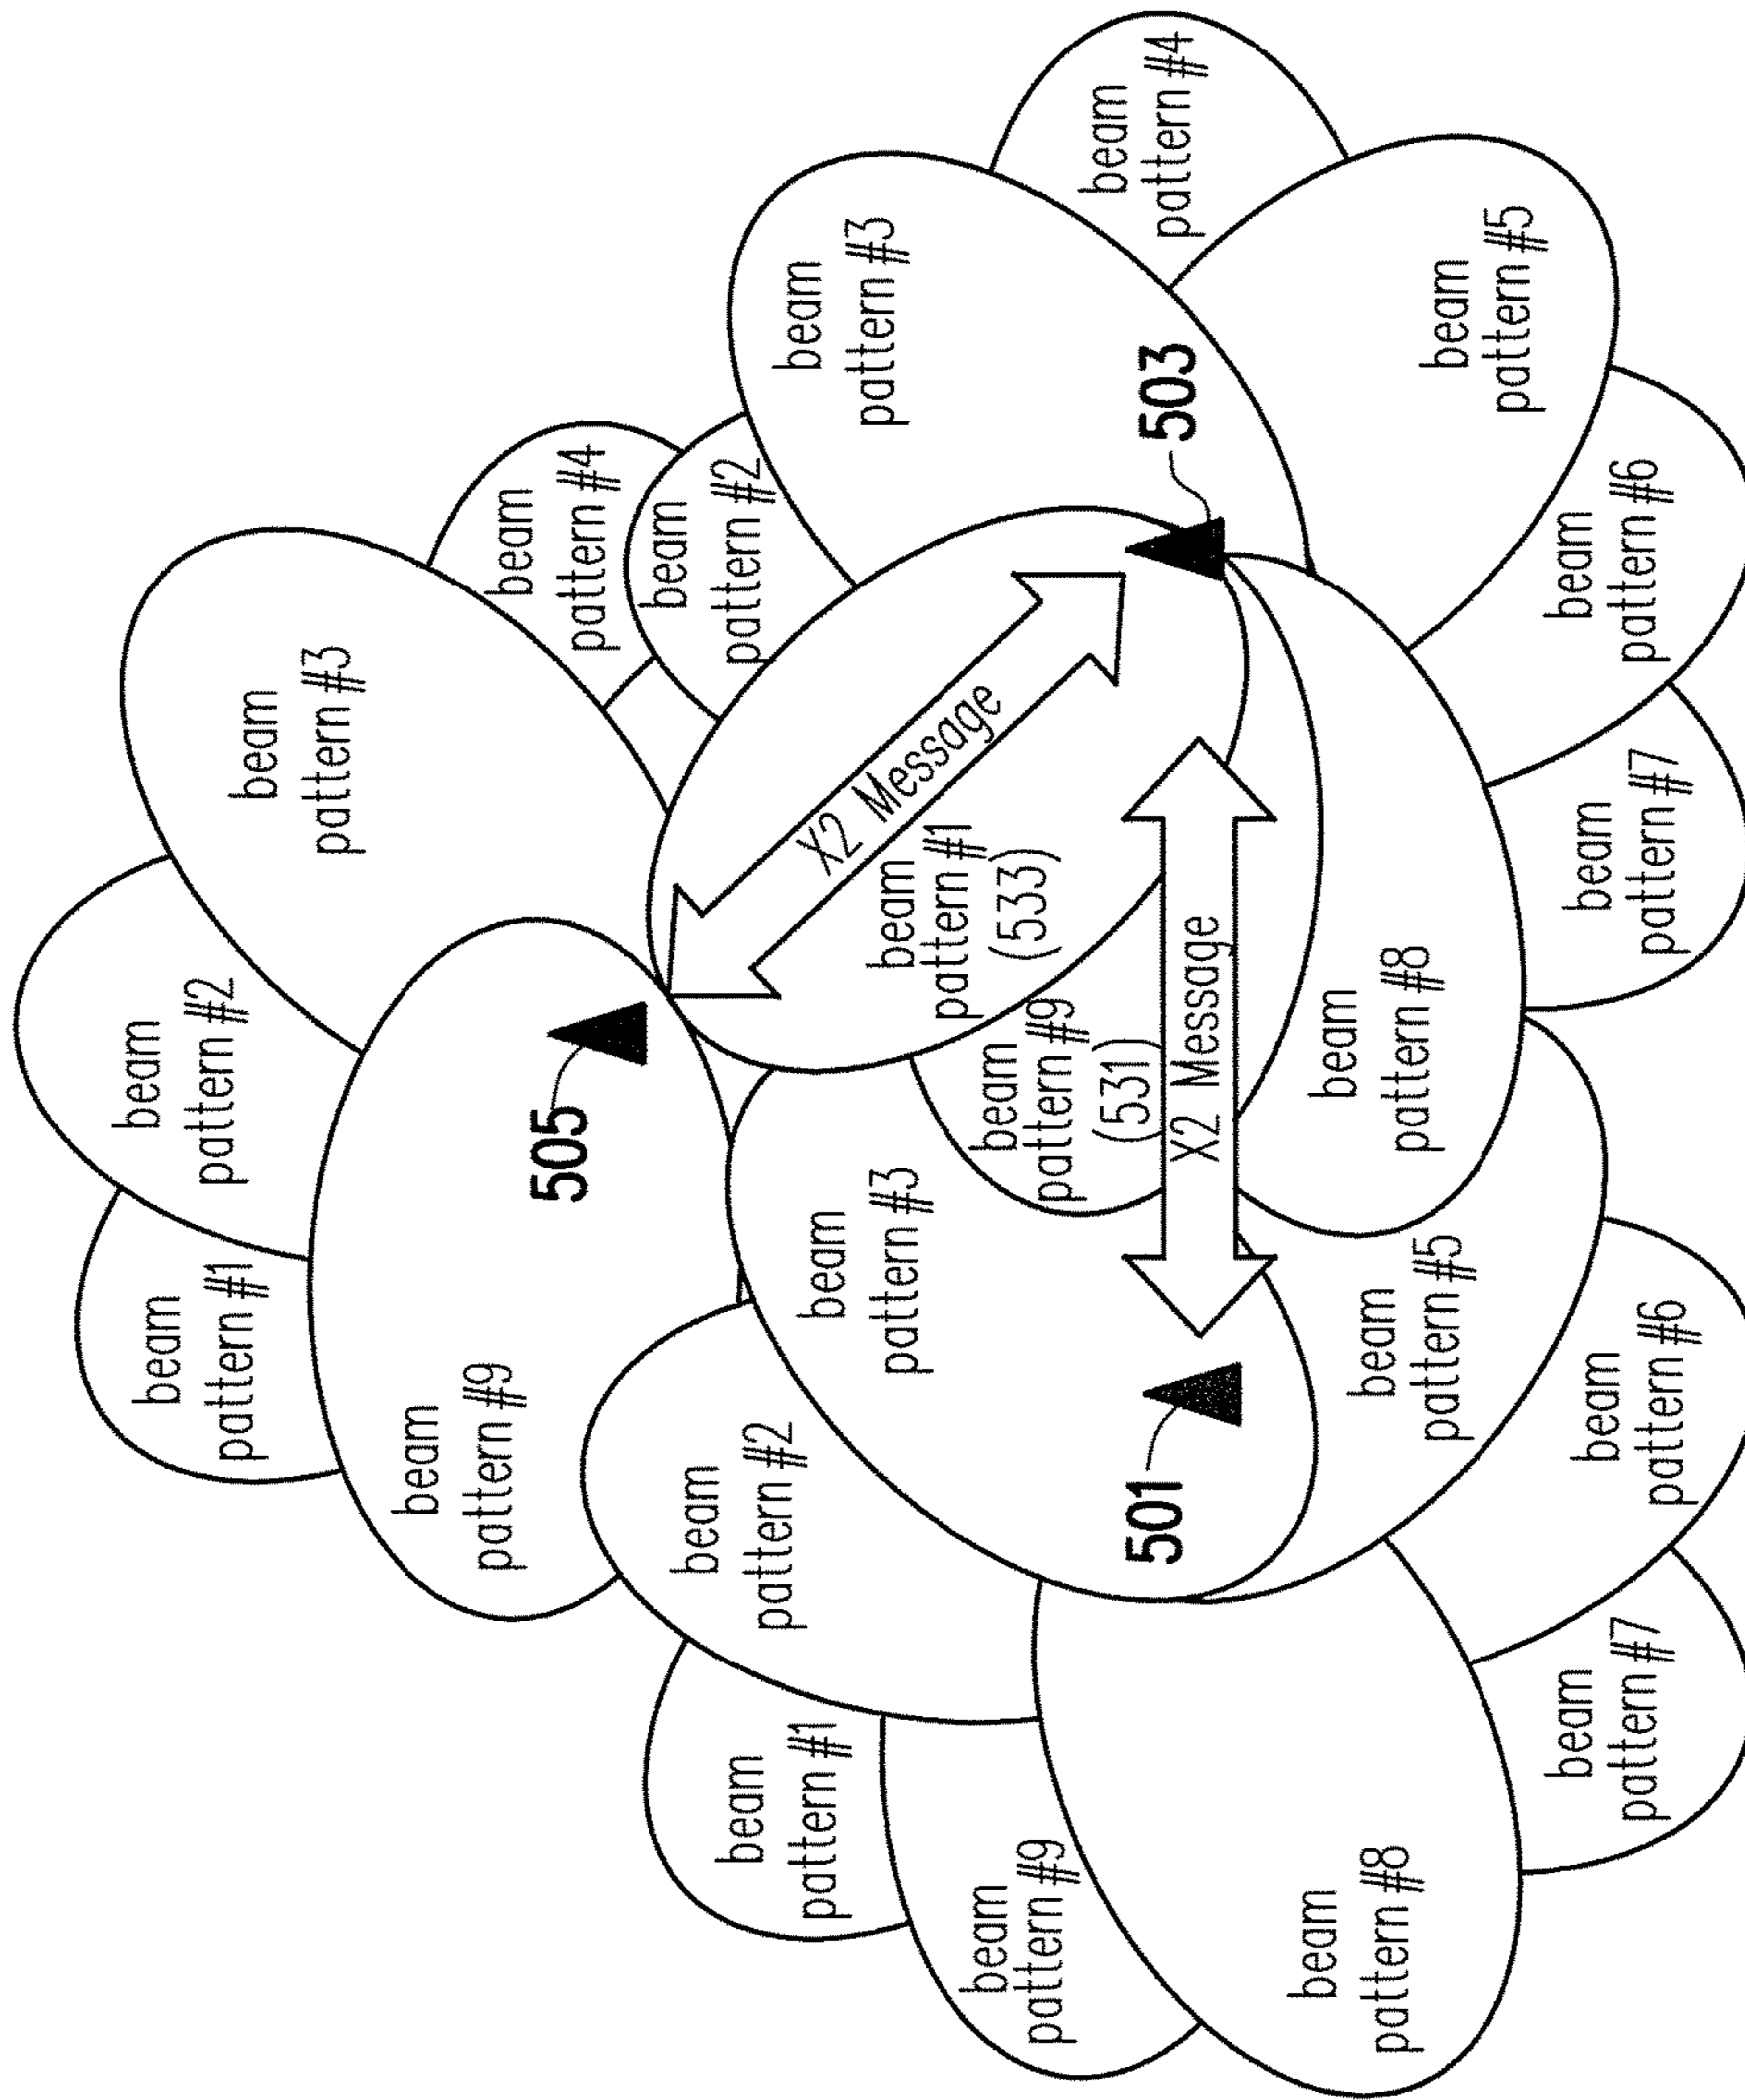 beam
pattern #1
beam
pattern #2
beam
pattern #3
beam
pattern #9
505
beam
pattern #4
beam
pattern #2
beam
pattern #2
beam
pattern #1
beam
pattern #3
beam
pattern #3
X2 Message
beam
pattern #1
(533)
beam
pattern #9
beam
pattern #9
(531)
beam
pattern #4
501
503
X2 Message
beam
pattern #8
beam
pattern #8
beam
pattern #5
beam
pattern #5
beam
pattern #7
beam
pattern #6
beam
pattern #7
beam
pattern #6